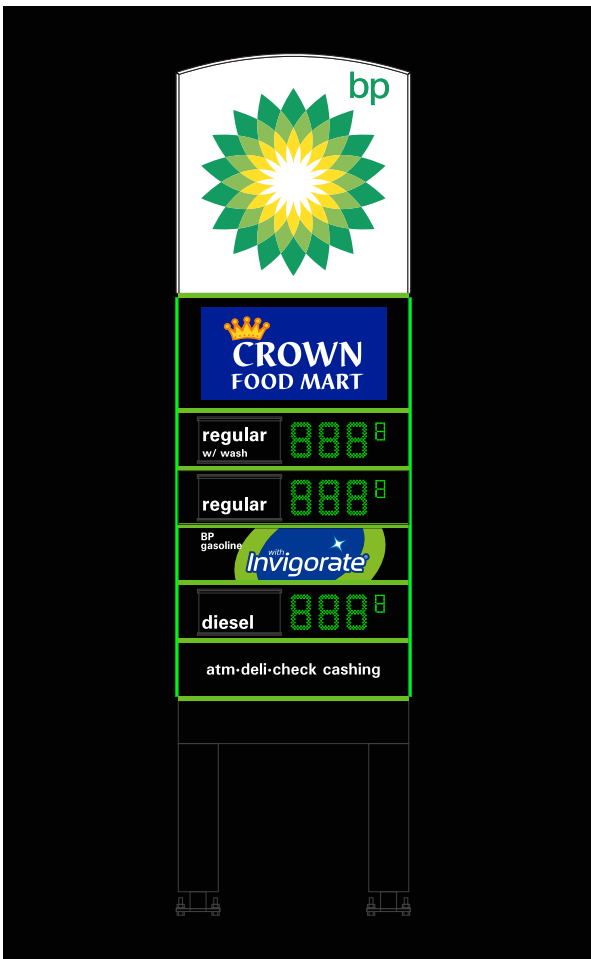 bp
CROWN
FOOD MART
regular
w/ wash
888 8
regular
888 8
BP
gasoline
with
Invigorate®
diesel
888 8
atm·deli·check cashing